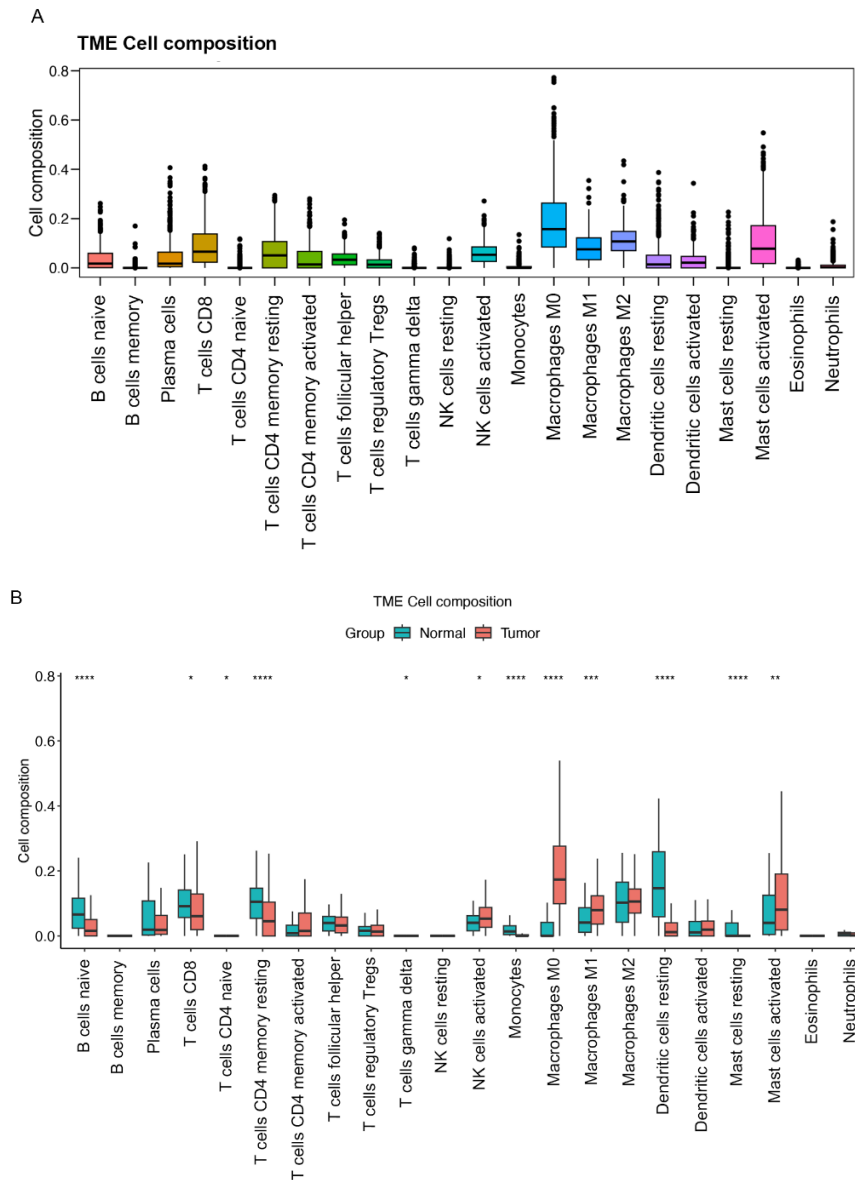 A
TME Cell composition
0.8
0.6
0.4
0.2
0.0
Cell composition
B cells naive
B cells memory
Plasma cells
T cells CD8
T cells CD4 naive
T cells CD4 memory resting
T cells CD4 memory activated
T cells follicular helper
T cells regulatory Tregs
T cells gamma delta
NK cells resting
NK cells activated
Monocytes
Macrophages M0
Macrophages M1
Macrophages M2
Dendritic cells resting
Dendritic cells activated
Mast cells resting
Mast cells activated
Eosinophils
Neutrophils
B
TME Cell composition
Group Normal Tumor
0.8
0.6
0.4
0.2
0.0
Cell composition
**** * * **** * * **** **** *** **** **** **
B cells naive
B cells memory
Plasma cells
T cells CD8
T cells CD4 naive
T cells CD4 memory resting
T cells CD4 memory activated
T cells follicular helper
T cells regulatory Tregs
T cells gamma delta
NK cells resting
NK cells activated
Monocytes
Macrophages M0
Macrophages M1
Macrophages M2
Dendritic cells resting
Dendritic cells activated
Mast cells resting
Mast cells activated
Eosinophils
Neutrophils